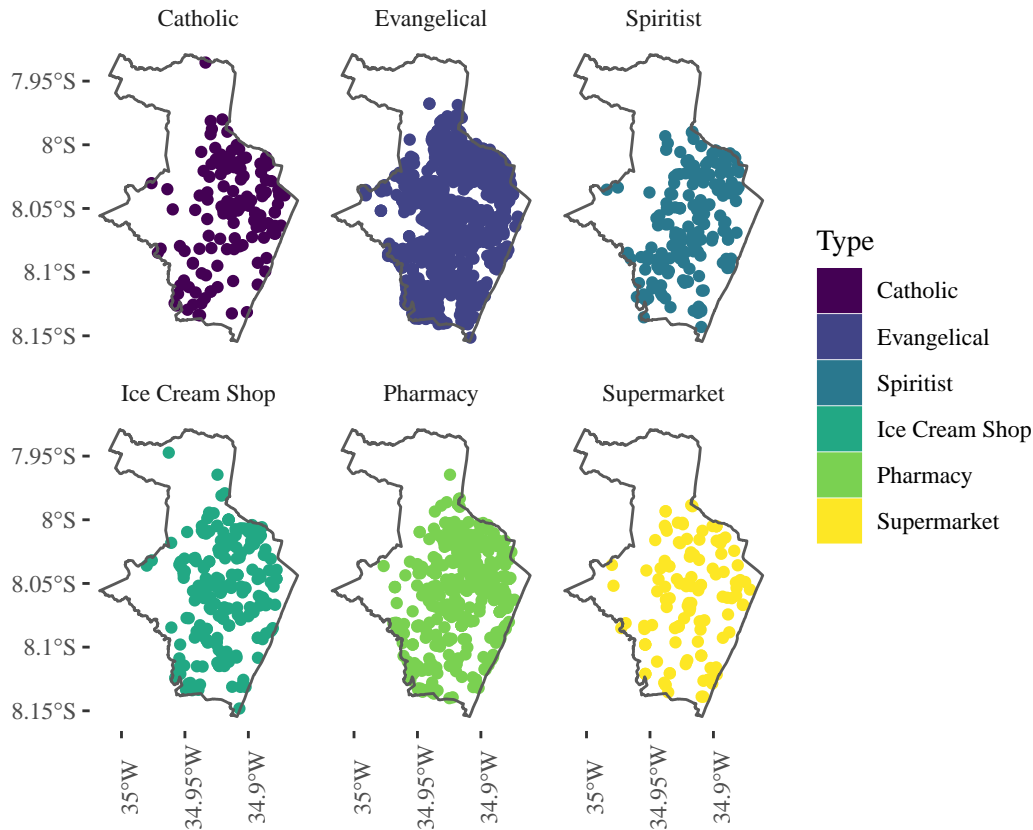 Catholic Evangelical Spiritist
7.95°S
8°S
8.05°S
8.1°S
8.15°S
Ice Cream Shop Pharmacy Supermarket
7.95°S
8°S
8.05°S
8.1°S
8.15°S
35°W 34.95°W 34.9°W 35°W 34.95°W 34.9°W 35°W 34.95°W 34.9°W
Type
Catholic
Evangelical
Spiritist
Ice Cream Shop
Pharmacy
Supermarket